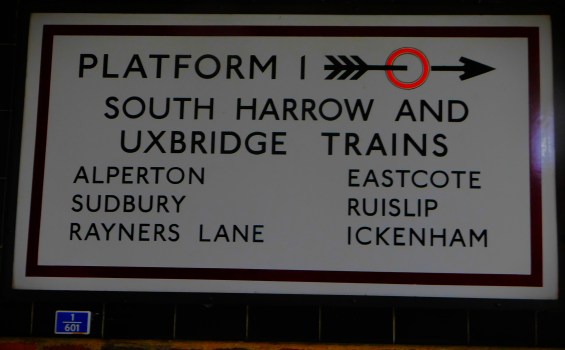 PLATFORM 1
SOUTH HARROW AND
UXBRIDGE TRAINS
ALPERTON
SUDBURY
RAYNERS LANE
EASTCOTE
RUISLIP
ICKENHAM
1
601